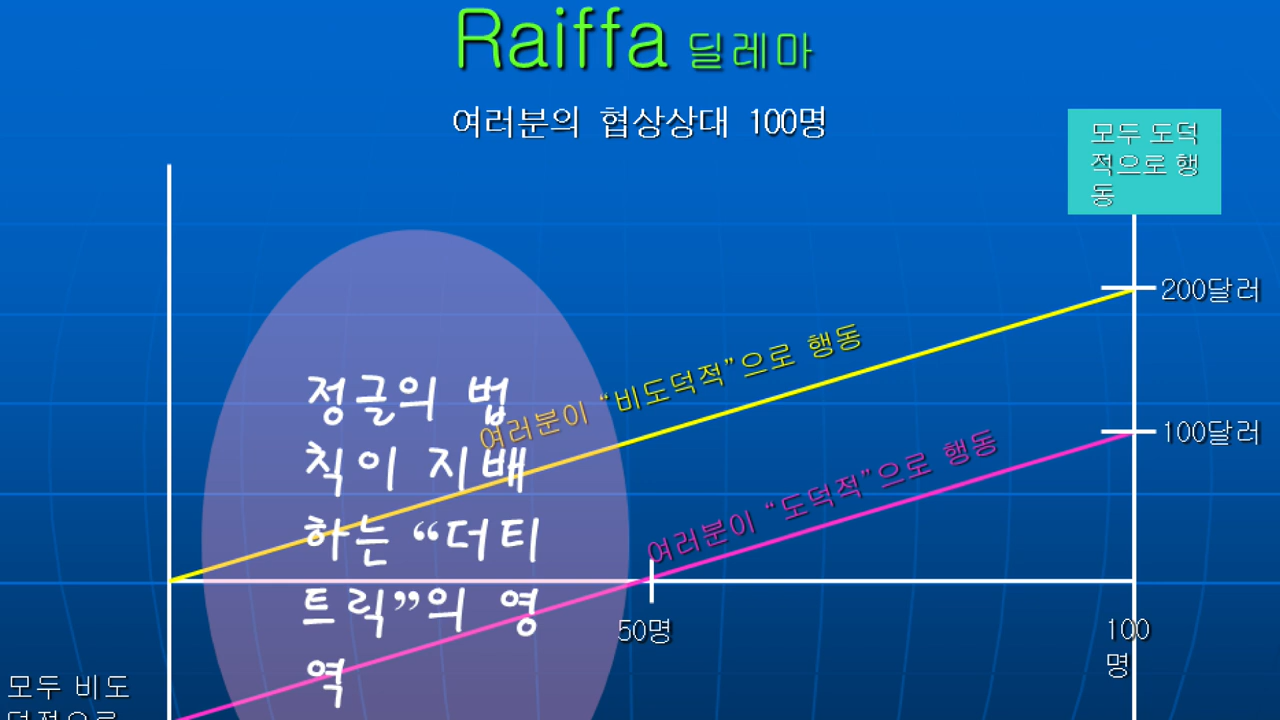 Raiffa 딜레마
여러분의 협상상대 100명
모두 도덕
적으로 행
동
200달러
여러분이 “비도덕적”으로 행동
100달러
여러분이 “도덕적”으로 행동
정글의 법
칙이 지배
하는 “더티
트릭”의 영
역
50명
100
명
모두 비도
덕적으로